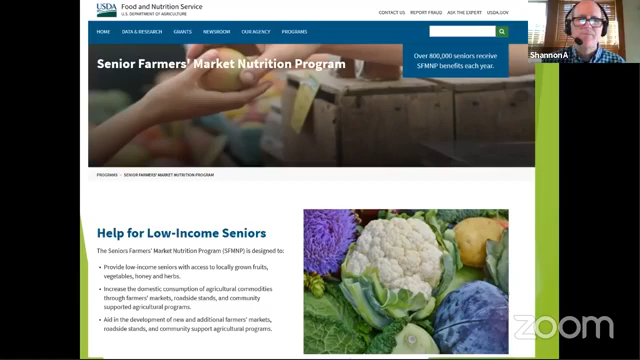 USDA Food and Nutrition Service
U.S. DEPARTMENT OF AGRICULTURE
CONTACT US REPORT FRAUD ASK THE EXPERT USDA.GOV
HOME DATA & RESEARCH GRANTS NEWSROOM OUR AGENCY PROGRAMS
Senior Farmers' Market Nutrition Program
Over 800,000 seniors receive
SFMNP benefits each year.
Shannon A
PROGRAMS > SENIOR FARMERS' MARKET NUTRITION PROGRAM
Help for Low-Income Seniors
The Seniors Farmers' Market Nutrition Program (SFMNP) is designed to:
• Provide low-income seniors with access to locally grown fruits,
vegetables, honey and herbs.
• Increase the domestic consumption of agricultural commodities
through farmers' markets, roadside stands, and community
supported agricultural programs.
• Aid in the development of new and additional farmers' markets,
roadside stands, and community support agricultural programs.
zoom